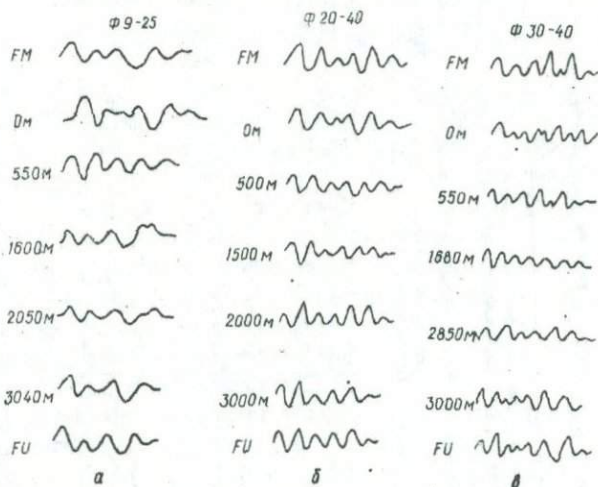 Ф 9-25 Ф 20-40 Ф 30-40
FM FM FM
0м 0м 0м
550м 500м 550м
1600м 1500м 1680м
2050м 2000м 2850м
3040м 3000м 3000м
FU FU FU
а б в